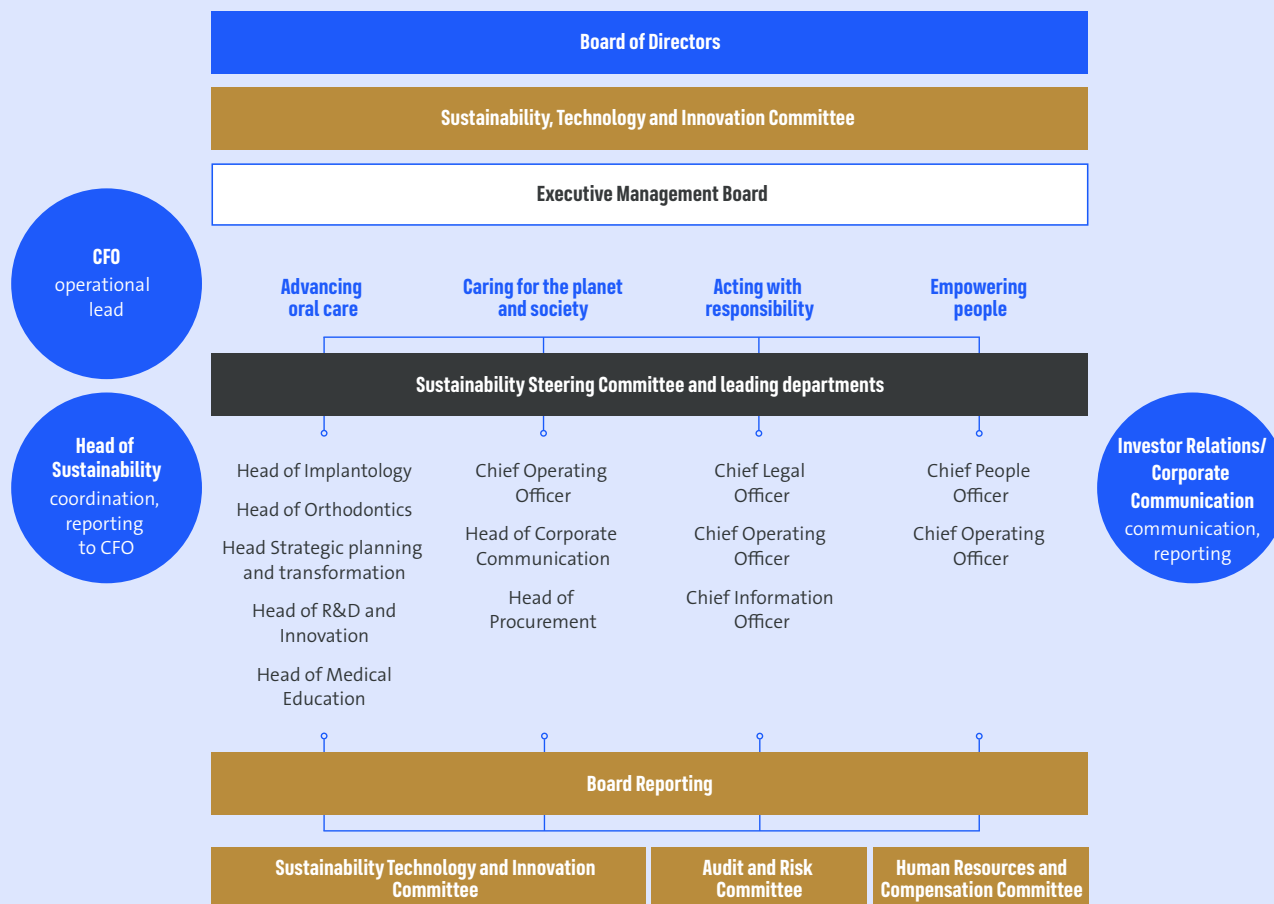 Board of Directors
Sustainability, Technology and Innovation Committee
Executive Management Board
CFO
operational
lead
Advancing
oral care
Caring for the planet
and society
Acting with
responsibility
Empowering
people
Sustainability Steering Committee and leading departments
Head of
Sustainability
coordination,
reporting
to CFO
Head of Implantology
Head of Orthodontics
Head Strategic planning
and transformation
Head of R&D and
Innovation
Head of Medical
Education
Chief Operating
Officer
Head of Corporate
Communication
Head of
Procurement
Chief Legal
Officer
Chief Operating
Officer
Chief Information
Officer
Chief People
Officer
Chief Operating
Officer
Investor Relations/
Corporate
Communication
communication,
reporting
Board Reporting
Sustainability Technology and Innovation
Committee
Audit and Risk
Committee
Human Resources and
Compensation Committee